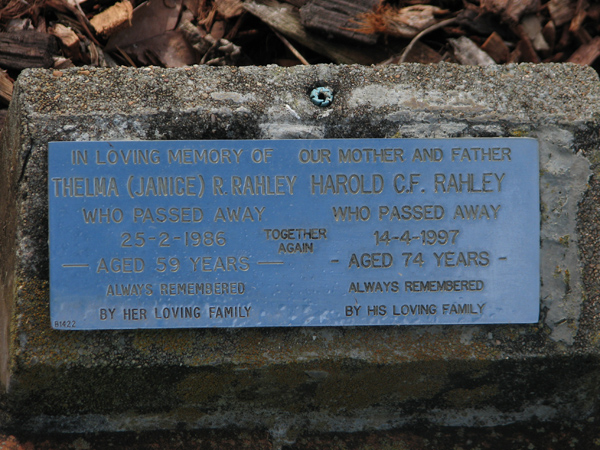 IN LOVING MEMORY OF
THELMA (JANICE) R. RAHLEY
WHO PASSED AWAY
25-2-1986
— AGED 59 YEARS —
ALWAYS REMEMBERED
BY HER LOVING FAMILY
81422
TOGETHER
AGAIN
OUR MOTHER AND FATHER
HAROLD C.F. RAHLEY
WHO PASSED AWAY
14-4-1997
- AGED 74 YEARS -
ALWAYS REMEMBERED
BY HIS LOVING FAMILY